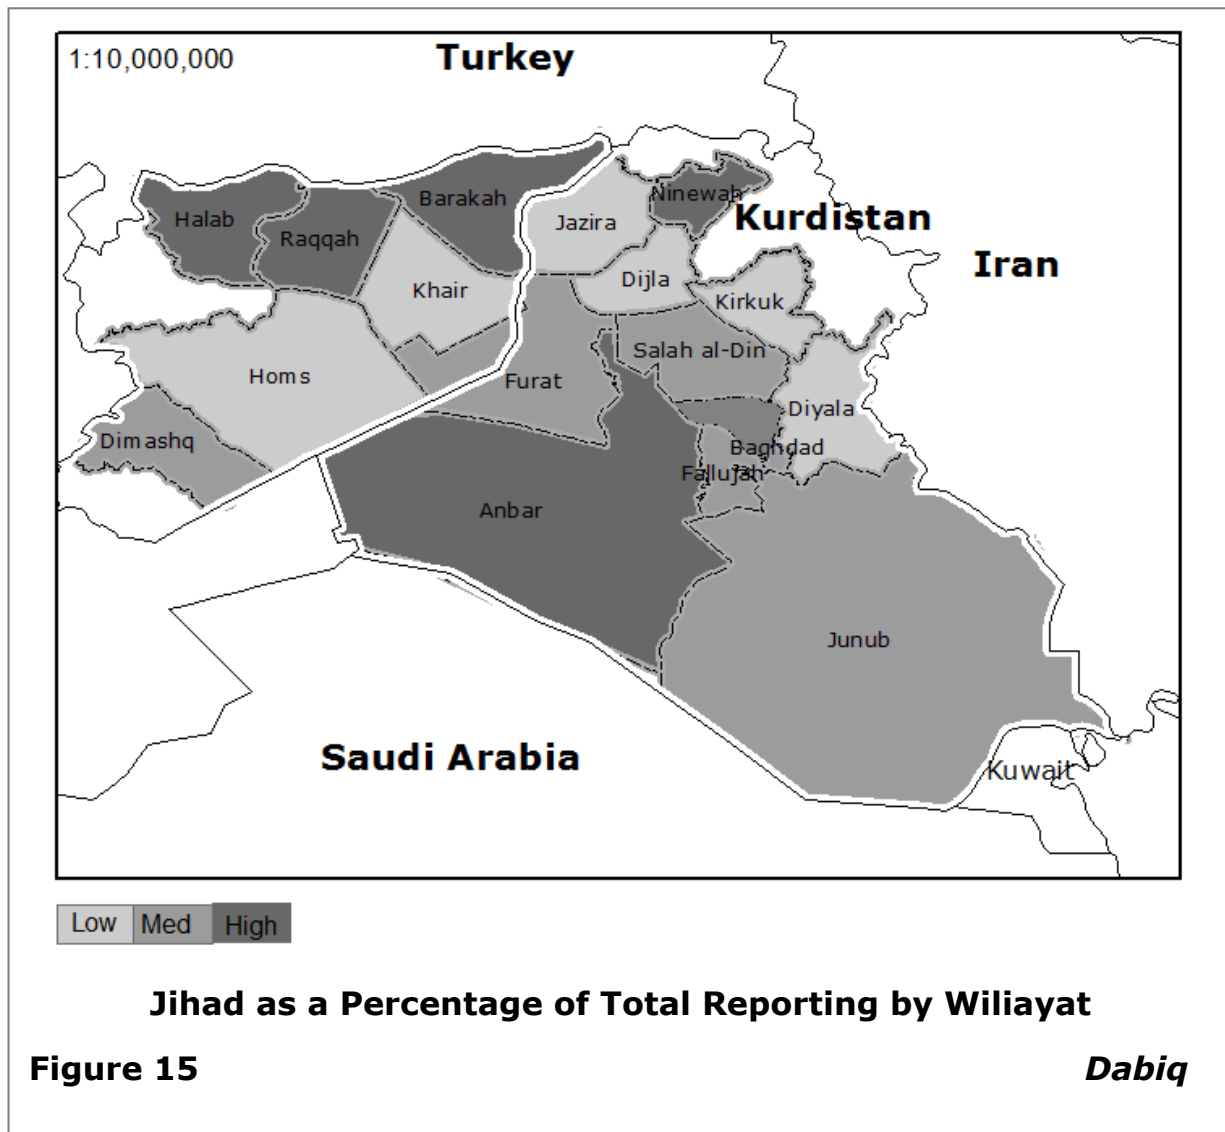 1:10,000,000
Turkey
Barakah
Ninewah
Halab
Raqqah
Jazira
Kurdistan
Iran
Khair
Dijla
Kirkuk
Homs
Furat
Salah al-Din
Diyala
Dimashq
Baghdad
Fallujah
Anbar
Junub
Saudi Arabia
Kuwait
Low Med High
Jihad as a Percentage of Total Reporting by Wiliayat
Figure 15 Dabiq